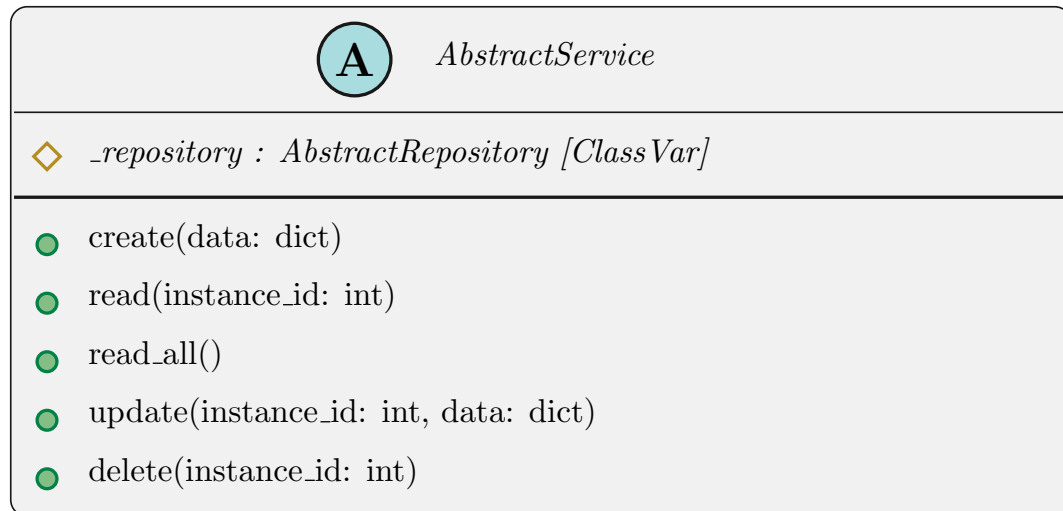 A AbstractService
_repository : AbstractRepository [ClassVar]
create(data: dict)
read(instance_id: int)
read_all()
update(instance_id: int, data: dict)
delete(instance_id: int)